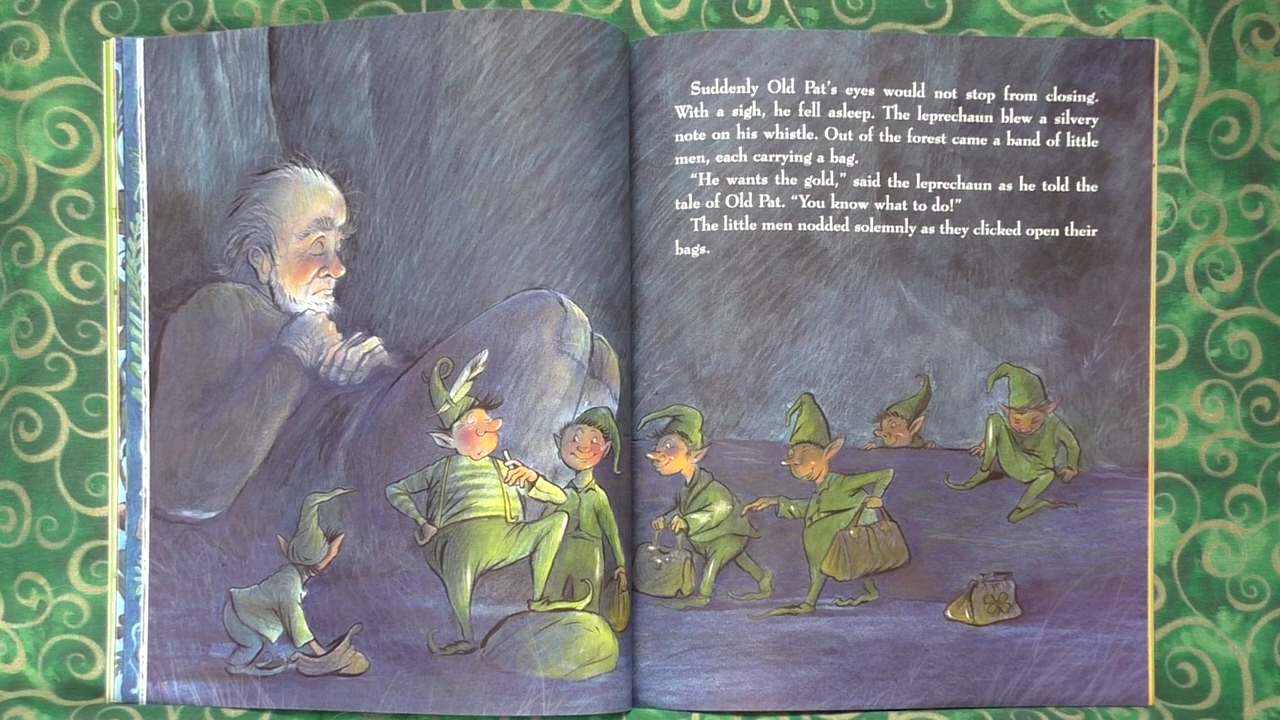 Suddenly Old Pat's eyes would not stop from closing.
With a sigh, he fell asleep. The leprechaun blew a silvery
note on his whistle. Out of the forest came a band of little
men, each carrying a bag.
“He wants the gold,” said the leprechaun as he told the
tale of Old Pat. “You know what to do!”
The little men nodded solemnly as they clicked open their
bags.